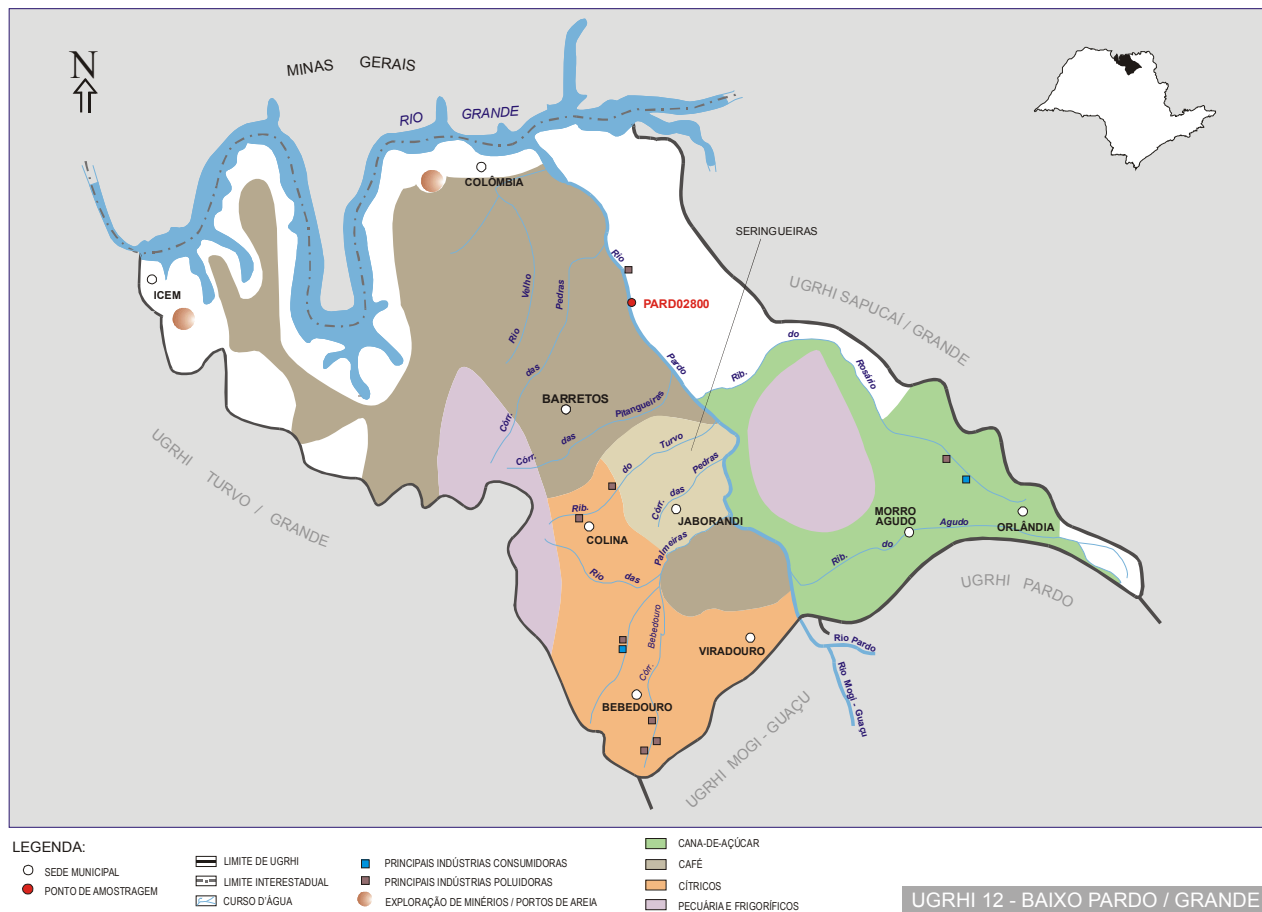 N
MINAS GERAIS
RIO GRANDE
COLÔMBIA
SERINGUEIRAS
Rio
PARD02800
ICEM
Rio Velho
Córr. das Pedras
Pardo
UGRHI SAPUCAÍ / GRANDE
Rib. do Rosário
BARRETOS
Córr. das Pitangueiras
UGRHI TURVO / GRANDE
Rib. do Turvo
Córr. das Pedras
JABORANDI
COLINA
Rio das Palmeiras
MORRO
AGUDO
ORLÂNDIA
Rib. do Agudo
UGRHI PARDO
Córr. Bebedouro
VIRADOURO
Rio Pardo
Rio Mogi - Guaçu
BEBEDOURO
UGRHI MOGI - GUAÇU
LEGENDA:
SEDE MUNICIPAL
PONTO DE AMOSTRAGEM
LIMITE DE UGRHI
LIMITE INTERESTADUAL
CURSO D'ÁGUA
PRINCIPAIS INDÚSTRIAS CONSUMIDORAS
PRINCIPAIS INDÚSTRIAS POLUIDORAS
EXPLORAÇÃO DE MINÉRIOS / PORTOS DE AREIA
CANA-DE-AÇÚCAR
CAFÉ
CÍTRICOS
PECUÁRIA E FRIGORÍFICOS
UGRHI 12 - BAIXO PARDO / GRANDE